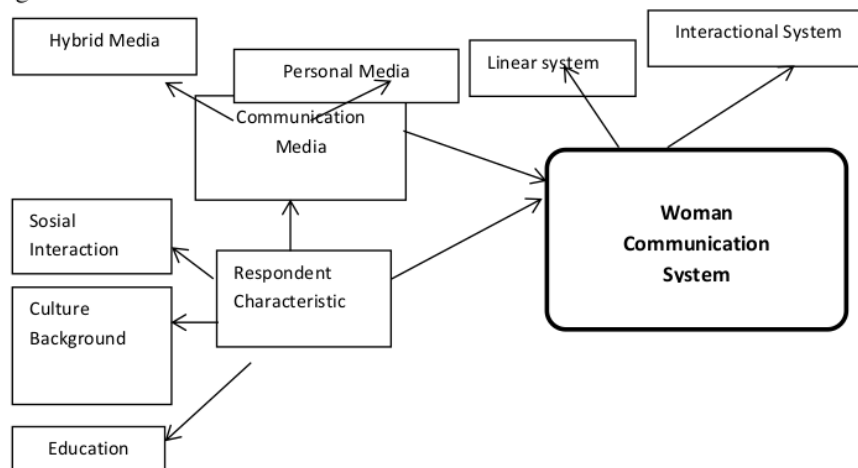 Hybrid Media
Personal Media
Linear system
Interactional System
Communication
Media
Woman
Communication
System
Sosial
Interaction
Respondent
Characteristic
Culture
Background
Education